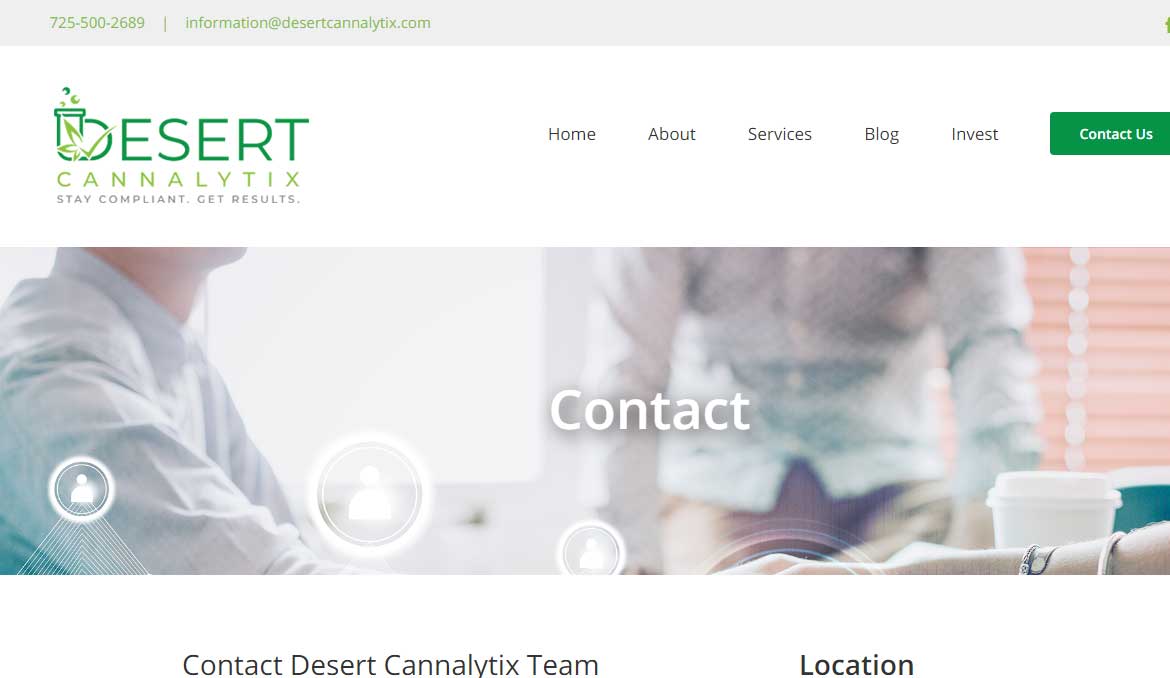 725-500-2689 | information@desertcannalytix.com
DESERT
CANNALYTIX
STAY COMPLIANT. GET RESULTS.
Home About Services Blog Invest Contact Us
Contact
Contact Desert Cannalytix Team
Location